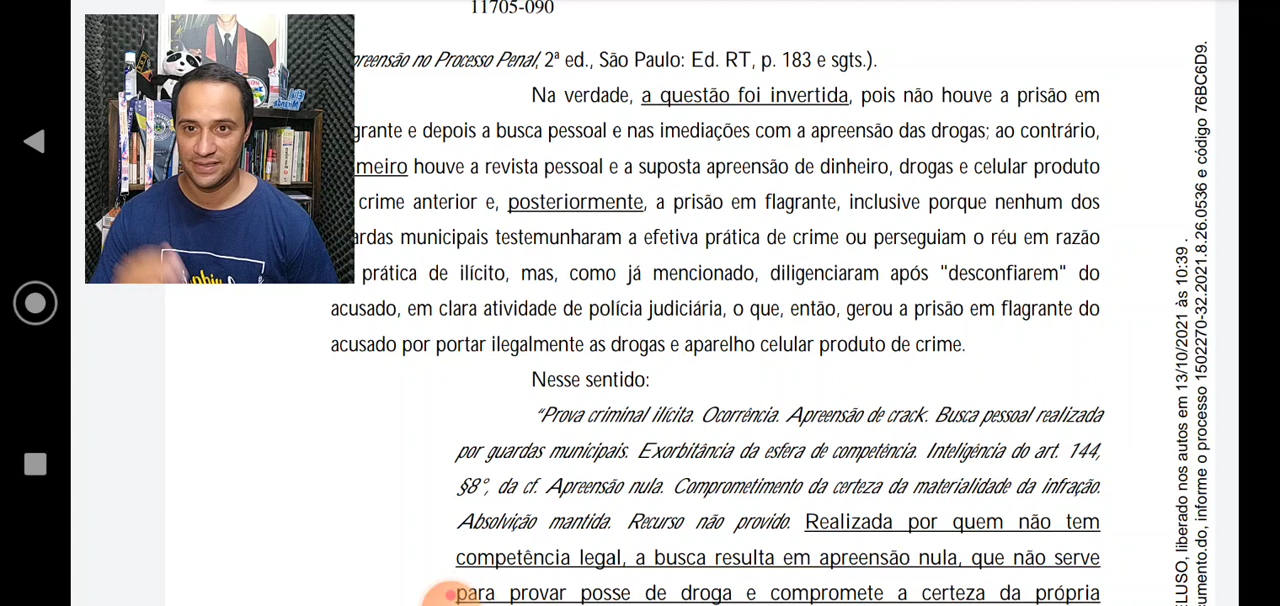 11705-090
preensão no Processo Penal, 2ª ed., São Paulo: Ed. RT, p. 183 e sgts.).
Na verdade, a questão foi invertida, pois não houve a prisão em
grante e depois a busca pessoal e nas imediações com a apreensão das drogas; ao contrário,
meiro houve a revista pessoal e a suposta apreensão de dinheiro, drogas e celular produto
crime anterior e, posteriormente, a prisão em flagrante, inclusive porque nenhum dos
ardas municipais testemunharam a efetiva prática de crime ou perseguiam o réu em razão
prática de ilícito, mas, como já mencionado, diligenciaram após "desconfiarem" do
acusado, em clara atividade de polícia judiciária, o que, então, gerou a prisão em flagrante do
acusado por portar ilegalmente as drogas e aparelho celular produto de crime.
Nesse sentido:
"Prova criminal ilícita. Ocorrência. Apreensão de crack. Busca pessoal realizada
por guardas municipais. Exorbitância da esfera de competência. Inteligência do art. 144,
§8º, da cf. Apreensão nula. Comprometimento da certeza da materialidade da infração.
Absolvição mantida. Recurso não provido. Realizada por quem não tem
competência legal, a busca resulta em apreensão nula, que não serve
para provar posse de droga e compromete a certeza da própria
ELUSO, liberado nos autos em 13/10/2021 às 10:39 .
cumento.do, informe o processo 1502270-32.2021.8.26.0536 e código 76BC6D9.